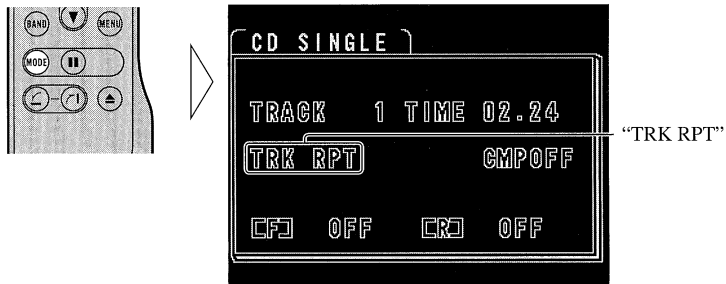 BAND
MENU
MODE
CD SINGLE
TRACK 1 TIME 02.24
TRK RPT CMPOFF
"TRK RPT"
[F] OFF [R] OFF